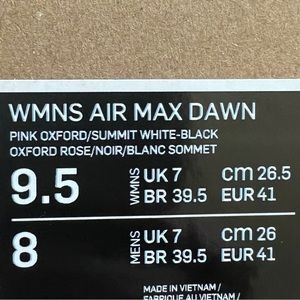 WMNS AIR MAX DAWN
PINK OXFORD/SUMMIT WHITE-BLACK
OXFORD ROSE/NOIR/BLANC SOMMET
9.5 WMNS UK 7 CM 26.5
BR 39.5 EUR 41
8 MENS UK 7 CM 26
BR 39.5 EUR 41
MADE IN VIETNAM /
FABRIQUÉ AU VIETNAM /